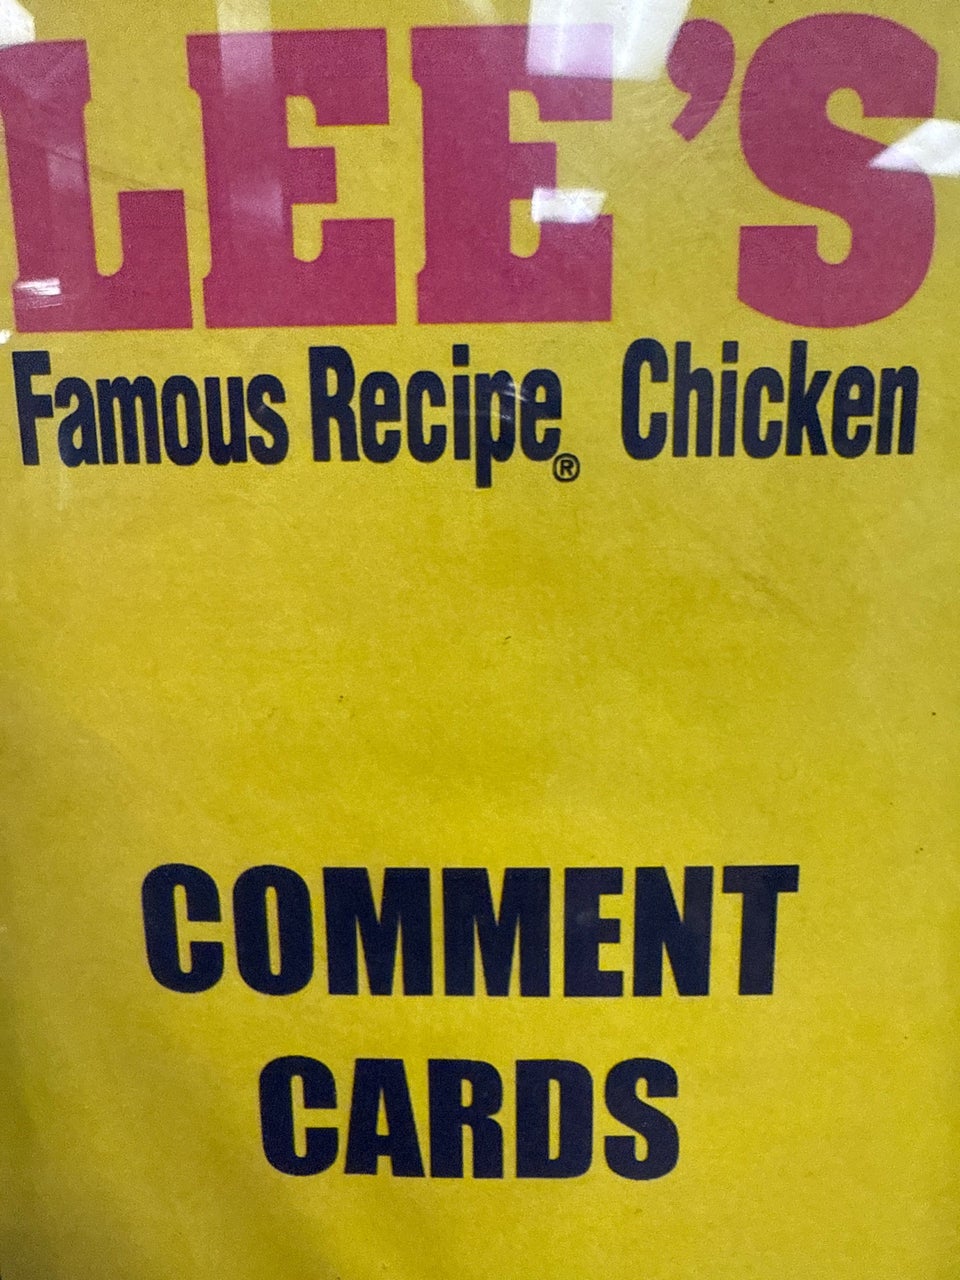 LEE'S
Famous Recipe® Chicken
COMMENT
CARDS